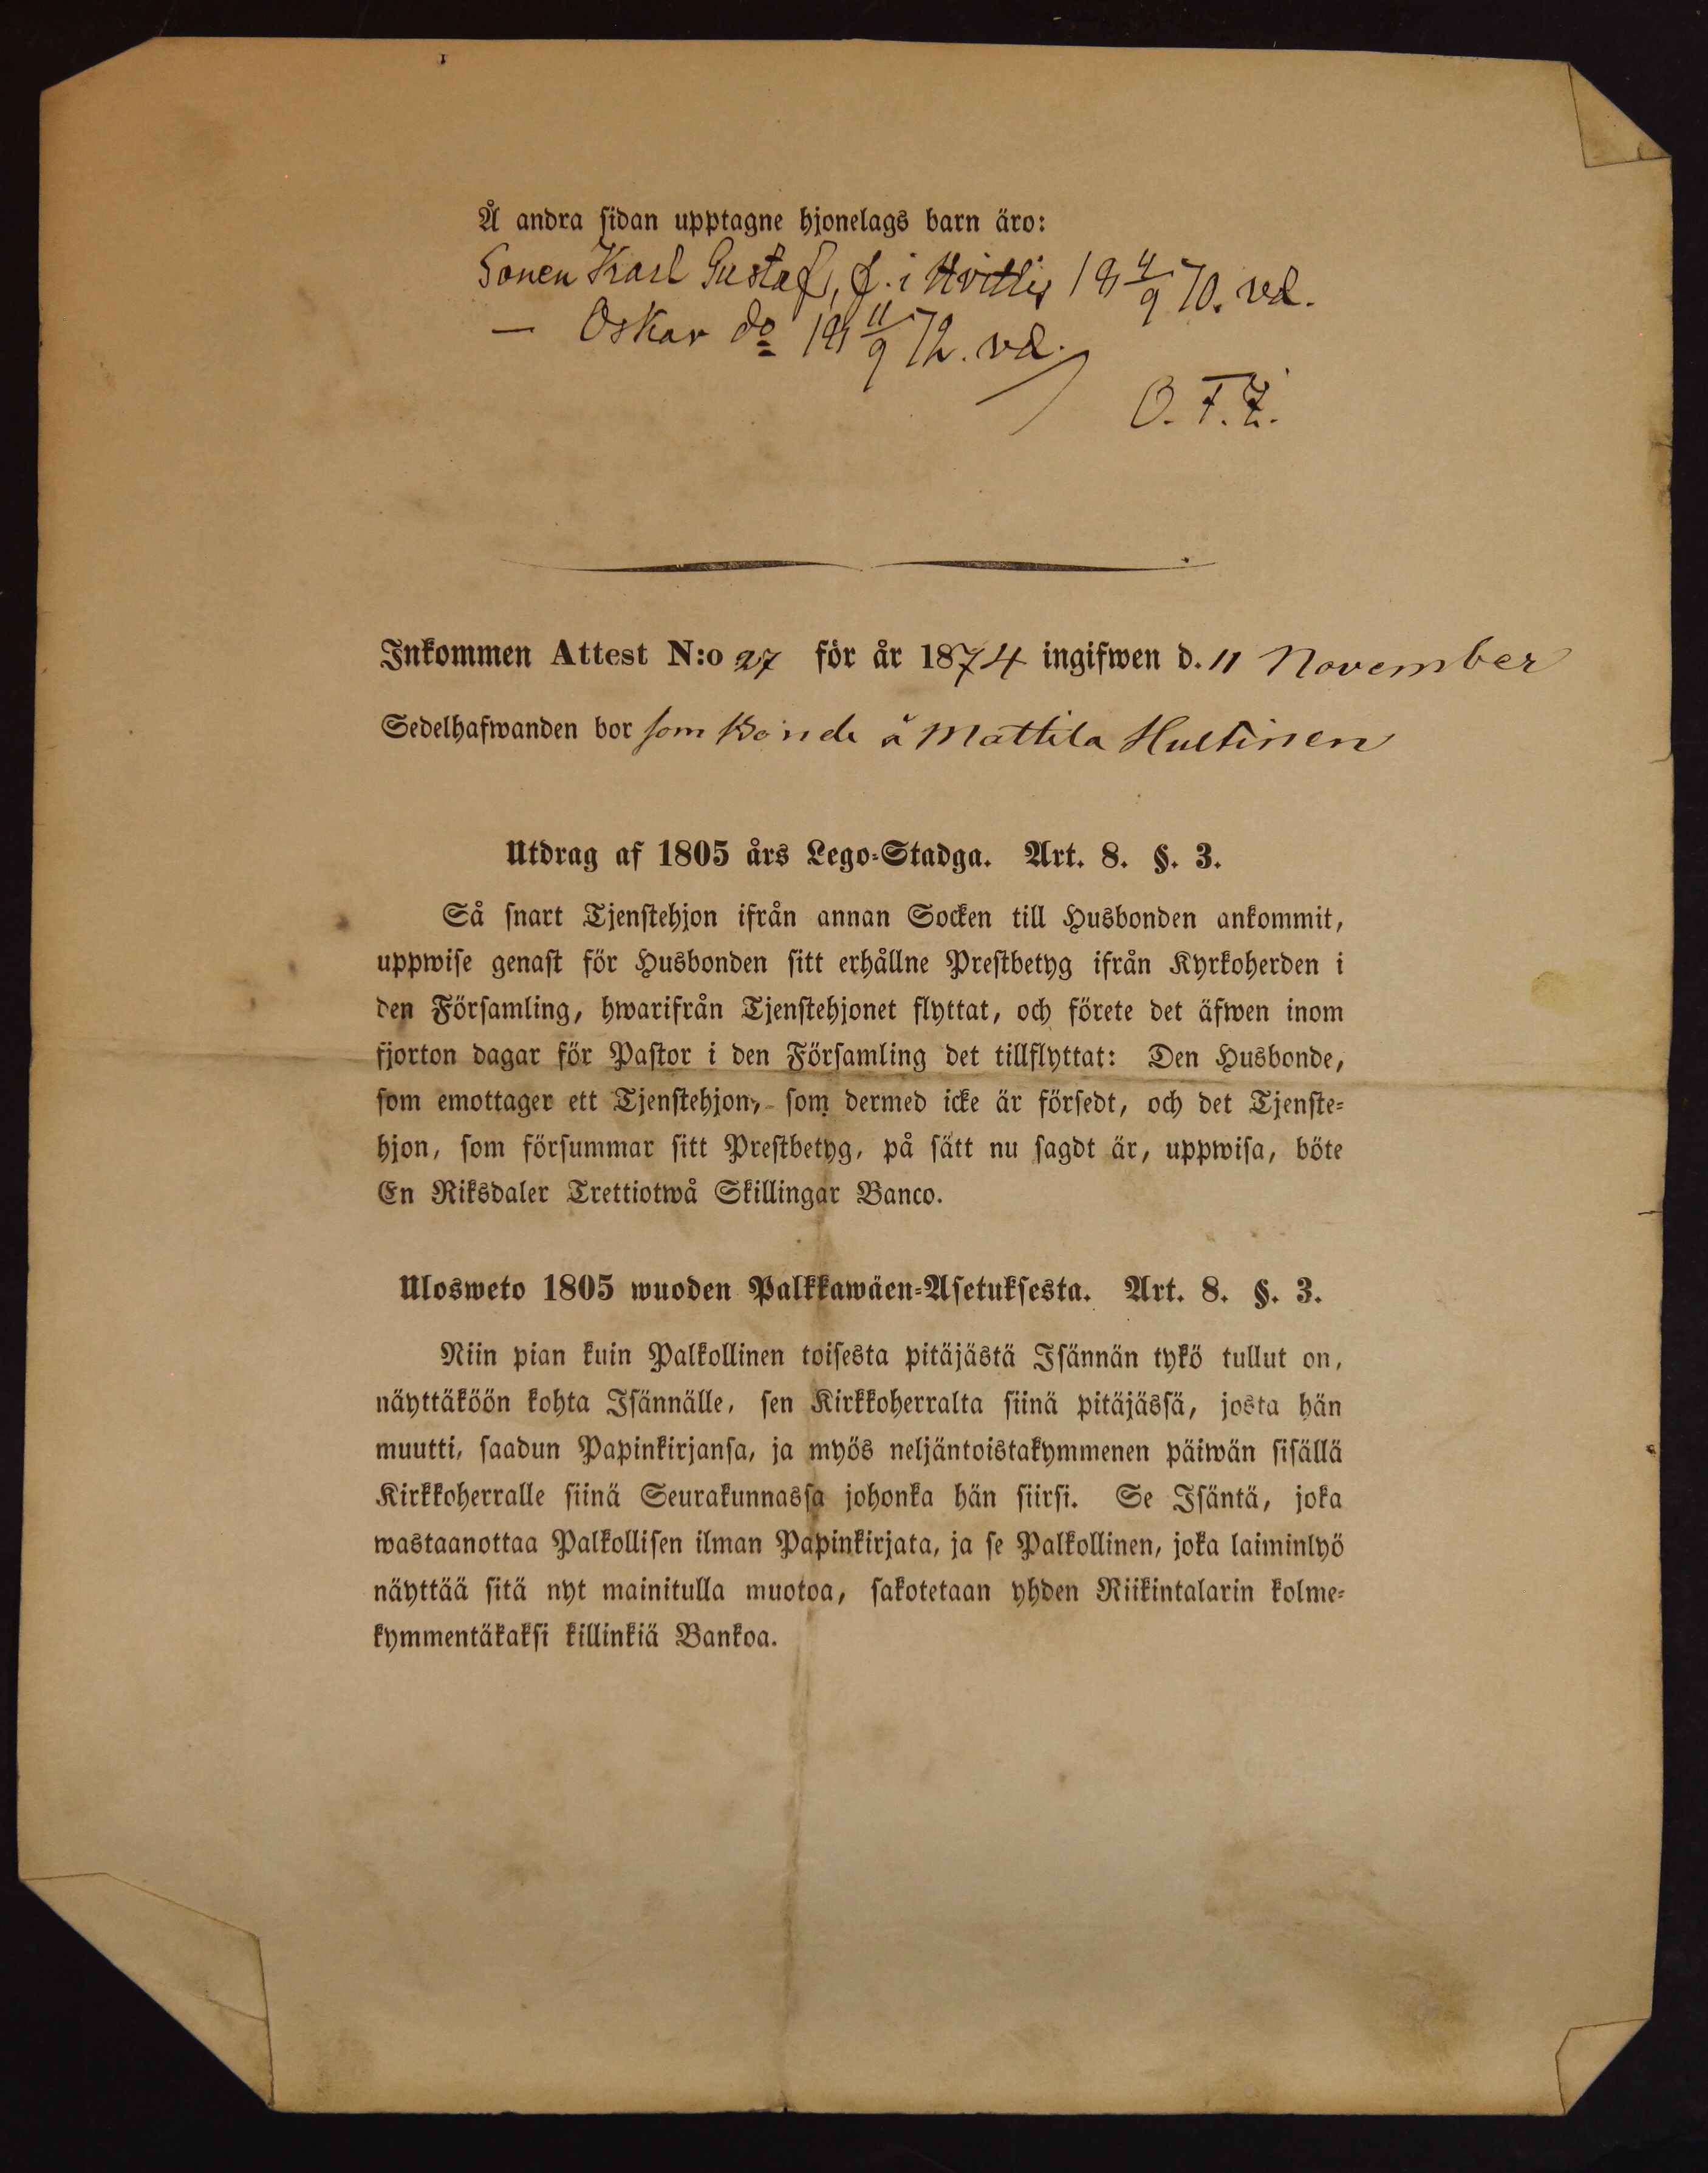 Å andra sidan upptagne hjonelags barn äro:
Sonen Karl Gustaf, f. i Hvittis 18 4/9 70. vd.
— Oskar do 18 11/9 72. vd.
O. F. Z.
Inkommen Attest N:o 27 för år 1874 ingifwen d. 11 November
Sedelhafwanden bor som Bonde å Mattila Hultinen
Utdrag af 1805 års Lego-Stadga. Art. 8. §. 3.
Så snart Tjenstehjon ifrån annan Socken till Husbonden ankommit,
uppwise genast för Husbonden sitt erhållne Prestbetyg ifrån Kyrkoherden i
den Församling, hwarifrån Tjenstehjonet flyttat, och förete det äfwen inom
fjorton dagar för Pastor i den Församling det tillflyttat: Den Husbonde,
som emottager ett Tjenstehjon, som dermed icke är försedt, och det Tjenste-
hjon, som försummar sitt Prestbetyg, på sätt nu sagdt är, uppwisa, böte
En Riksdaler Trettiotwå Skillingar Banco.
Ulosweto 1805 wuoden Palkkawäen-Asetuksesta. Art. 8. §. 3.
Niin pian kuin Palkollinen toisesta pitäjästä Isännän tykö tullut on,
näyttäköön kohta Isännälle, sen Kirkkoherralta siinä pitäjässä, josta hän
muutti, saadun Papinkirjansa, ja myös neljäntoistakymmenen päiwän sisällä
Kirkkoherralle siinä Seurakunnassa johonka hän siirsi. Se Isäntä, joka
wastaanottaa Palkollisen ilman Papinkirjata, ja se Palkollinen, joka laiminlyö
näyttää sitä nyt mainitulla muotoa, sakotetaan yhden Riikintalarin kolme-
kymmentäkaksi killinkiä Bankoa.